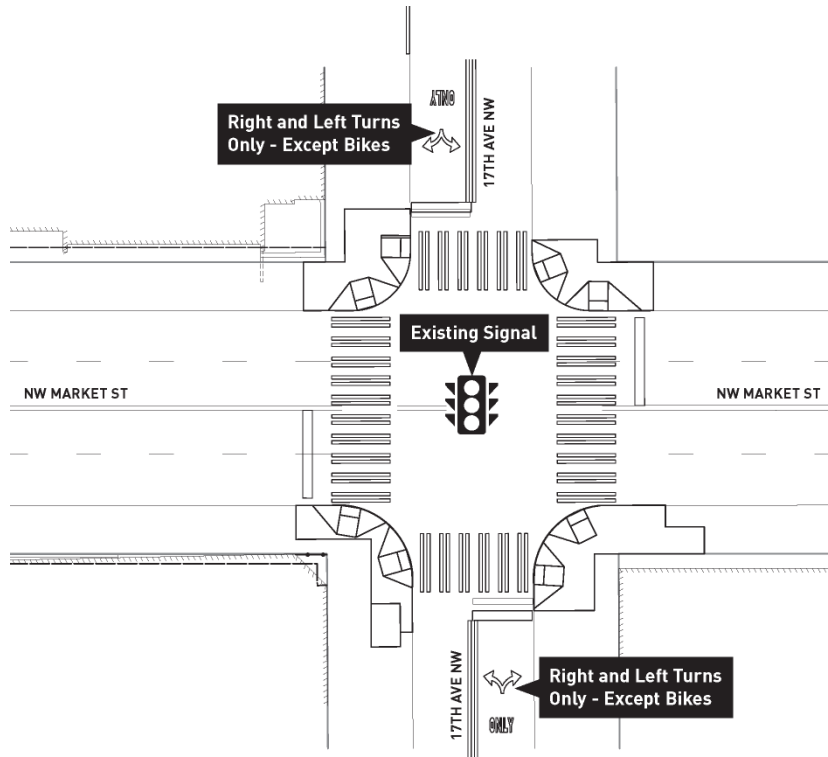 ONLY
Right and Left Turns
Only - Except Bikes
17TH AVE NW
Existing Signal
NW MARKET ST
NW MARKET ST
17TH AVE NW
Right and Left Turns
Only - Except Bikes
ONLY